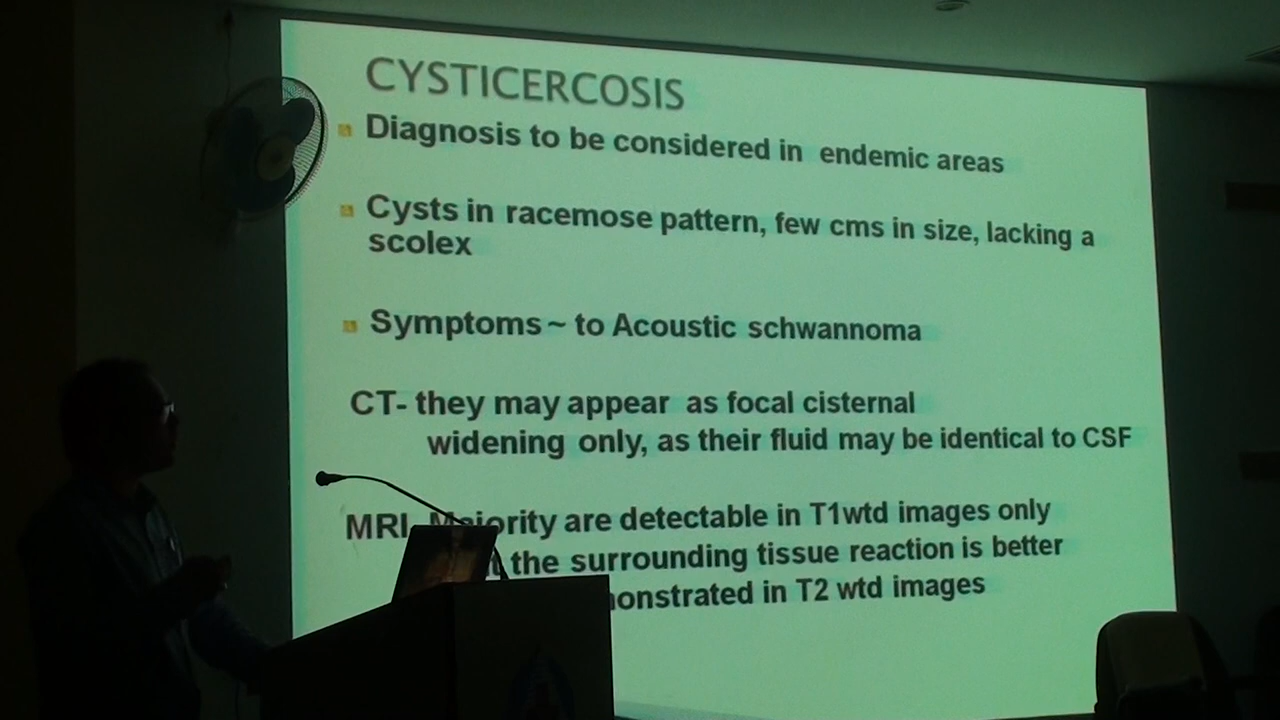 CYSTICERCOSIS
Diagnosis to be considered in endemic areas
Cysts in racemose pattern, few cms in size, lacking a
scolex
Symptoms ~ to Acoustic schwannoma
CT- they may appear as focal cisternal
widening only, as their fluid may be identical to CSF
MRI Majority are detectable in T1wtd images only
the surrounding tissue reaction is better
in T2 wtd images